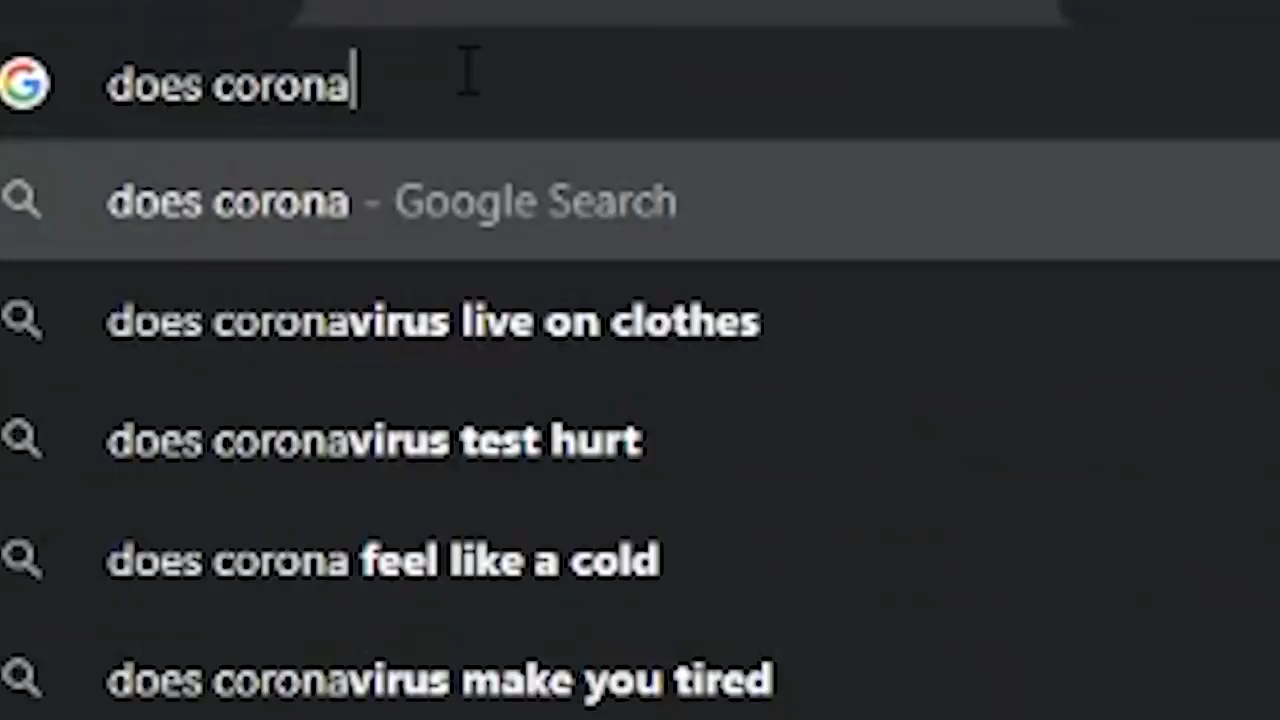 does corona
does corona - Google Search
does coronavirus live on clothes
does coronavirus test hurt
does corona feel like a cold
does coronavirus make you tired